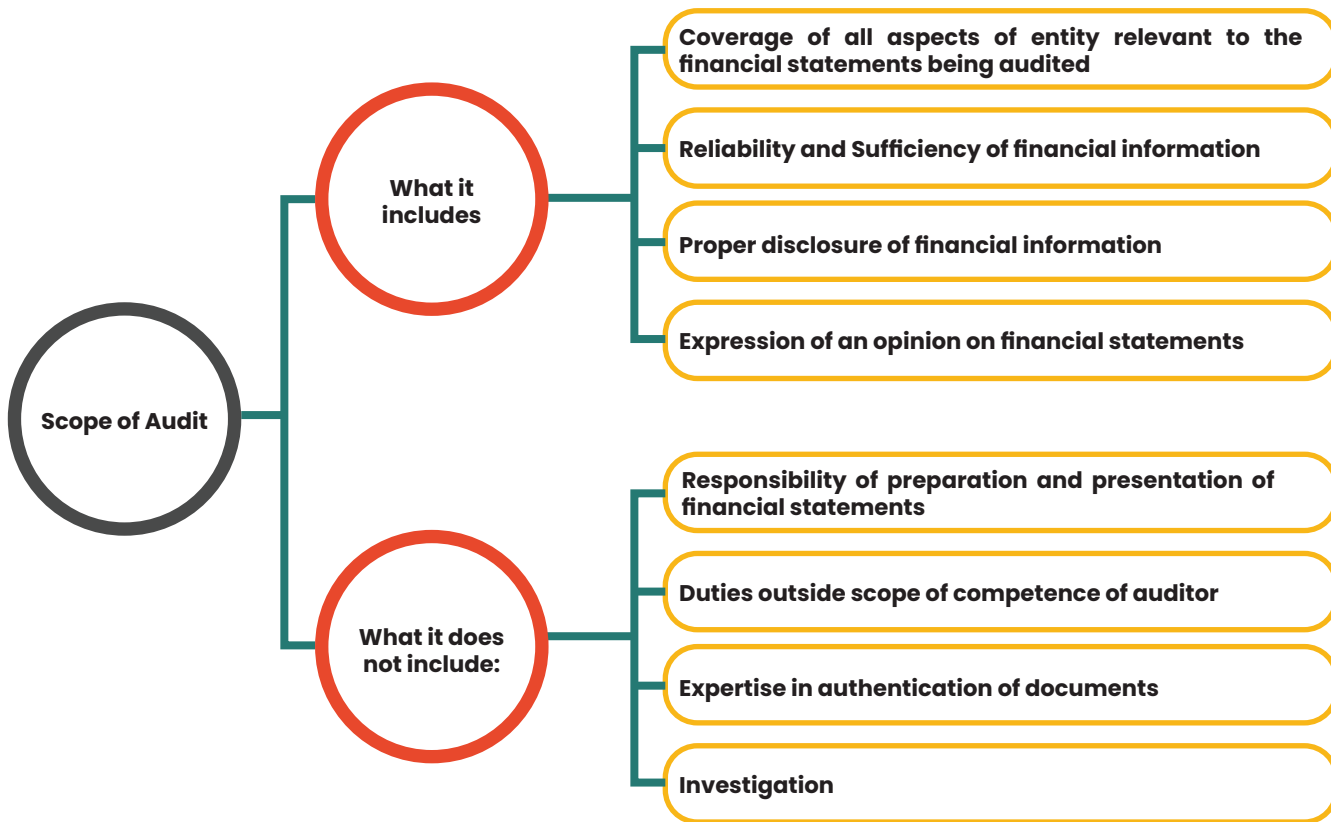 Scope of Audit
What it
includes
Coverage of all aspects of entity relevant to the
financial statements being audited
Reliability and Sufficiency of financial information
Proper disclosure of financial information
Expression of an opinion on financial statements
What it does
not include:
Responsibility of preparation and presentation of
financial statements
Duties outside scope of competence of auditor
Expertise in authentication of documents
Investigation